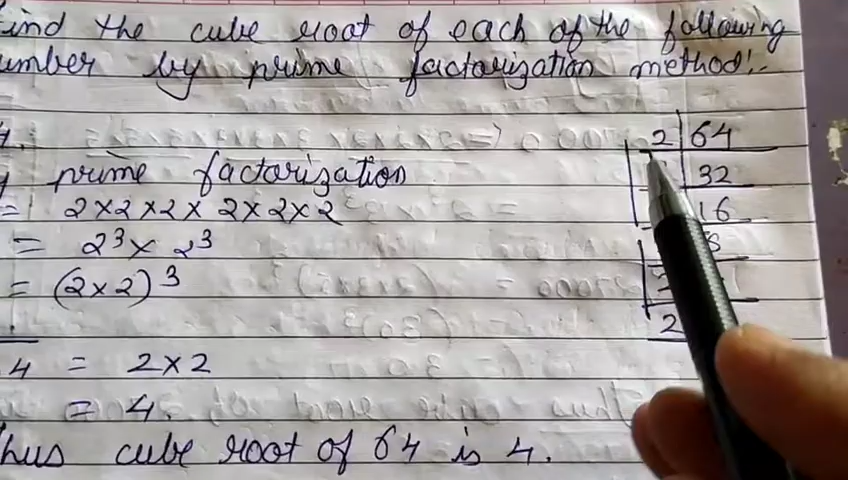 ind the cube root of each of the following
umber by prime factorization method:-
4.
2 64
prime factorization
32
= 2×2×2×2×2×2
16
= 2³× 2³
8
= (2×2)³
2
4 = 2×2
= 4.
hus cube root of 64 is 4.